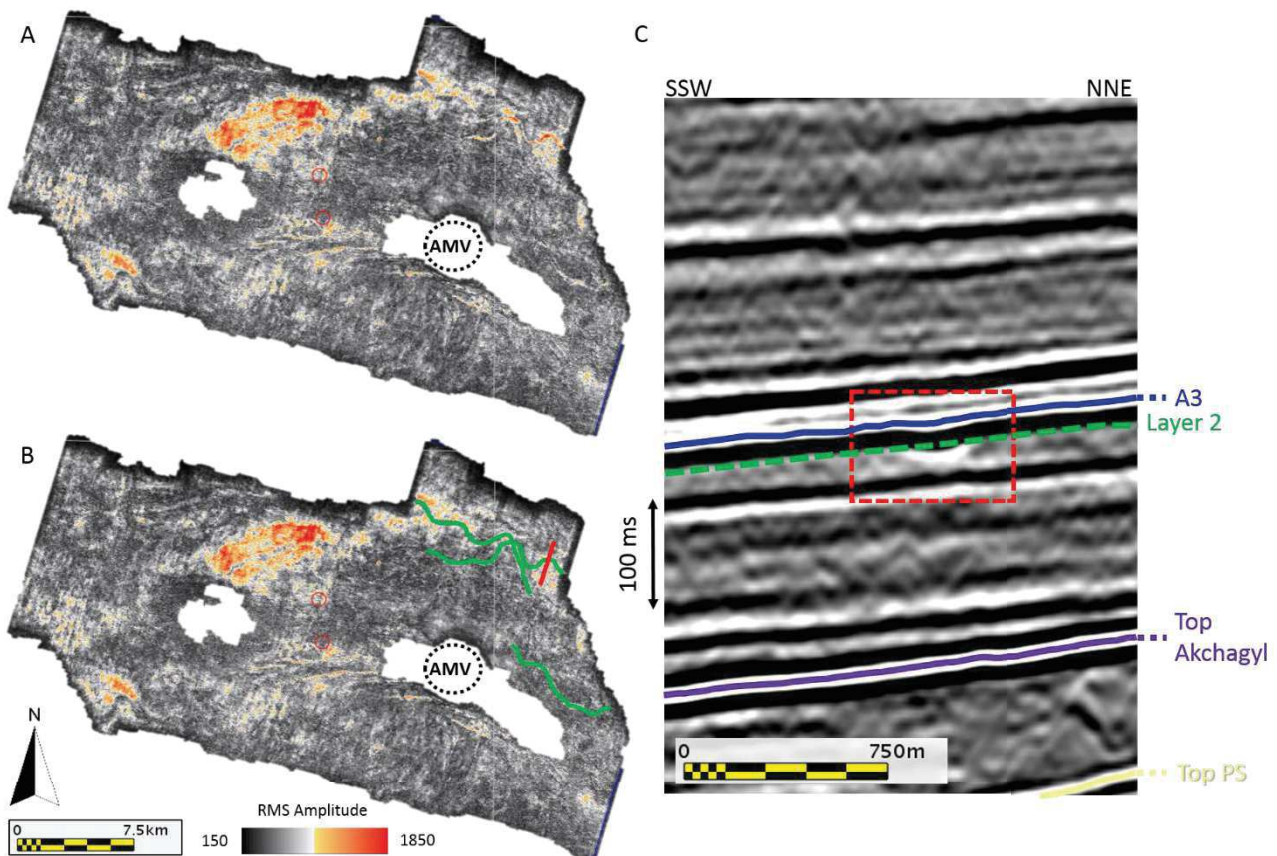 A
AMV
B
AMV
N
0 7.5km
RMS Amplitude
150 1850
C
SSW NNE
A3
Layer 2
100 ms
Top
Akchagyl
Top PS
0 750m